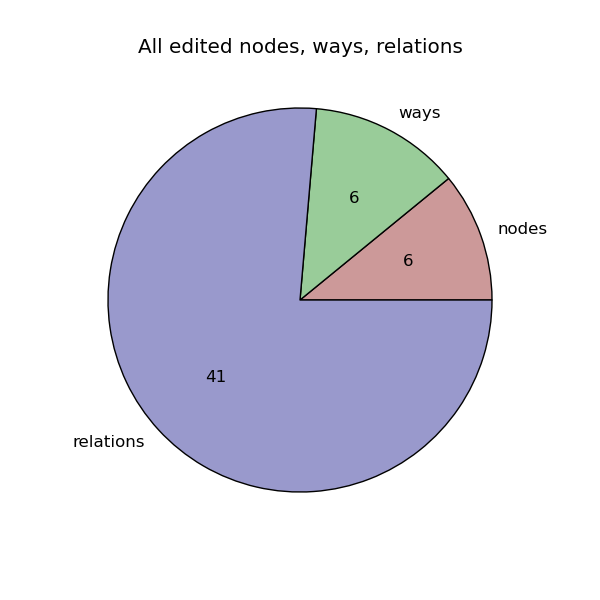 All edited nodes, ways, relations
ways
6
nodes
6
41
relations